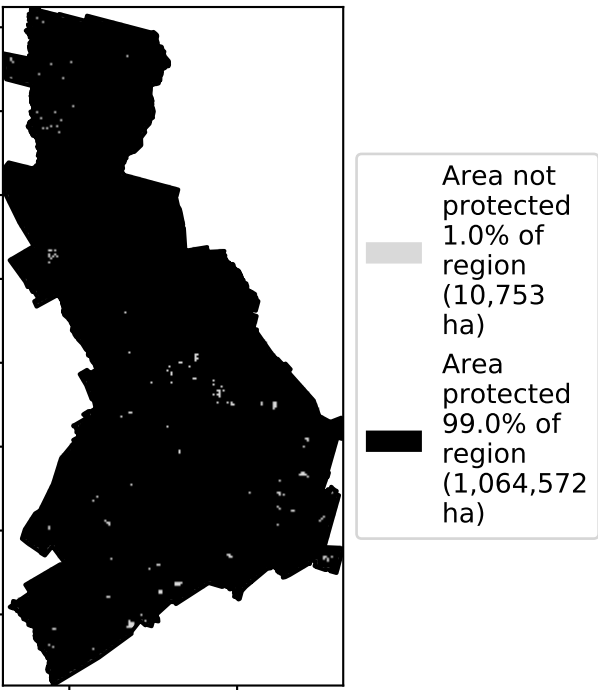 Area not
protected
1.0% of
region
(10,753
ha)
Area
protected
99.0% of
region
(1,064,572
ha)